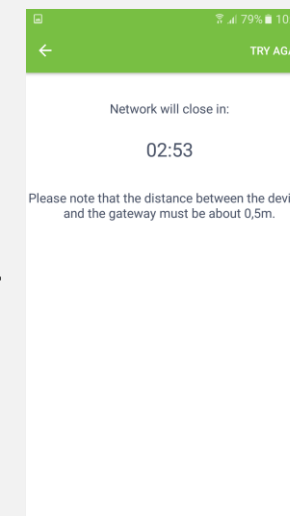 79% 10
TRY AGA
Network will close in:
02:53
Please note that the distance between the devi
and the gateway must be about 0,5m.